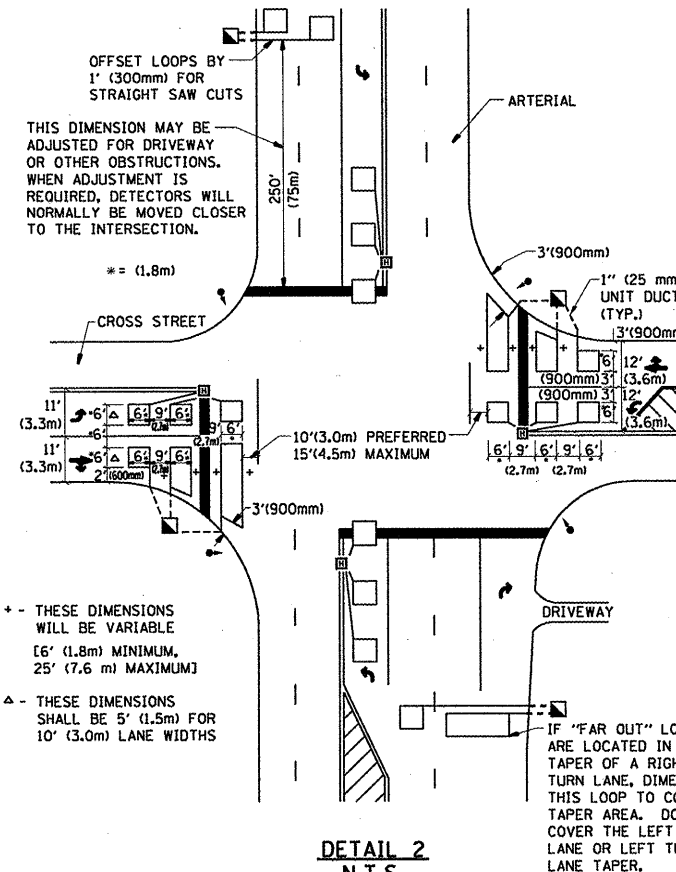 OFFSET LOOPS BY
1' (300mm) FOR
STRAIGHT SAW CUTS
THIS DIMENSION MAY BE
ADJUSTED FOR DRIVEWAY
OR OTHER OBSTRUCTIONS.
WHEN ADJUSTMENT IS
REQUIRED, DETECTORS WILL
NORMALLY BE MOVED CLOSER
TO THE INTERSECTION.
250'
(75m)
ARTERIAL
* = (1.8m)
3'(900mm)
1" (25 mm
UNIT DUCT
(TYP.)
CROSS STREET
3'(900mm
6'
12'
(3.6m)
(900mm)3'
(900mm)3'
12'
6'
(3.6m)
H
H
H
H
11'
(3.3m)
*6'
6' 9' 6'
*6'
9' 6'
(2.7m)
11'
(3.3m)
*6'
6' 9' 6'
2' (600mm)
10'(3.0m) PREFERRED
15'(4.5m) MAXIMUM
6' 9' 6' 9' 6'
(2.7m) (2.7m)
3'(900mm)
+ - THESE DIMENSIONS
WILL BE VARIABLE
[6' (1.8m) MINIMUM,
25' (7.6 m) MAXIMUM]
△ - THESE DIMENSIONS
SHALL BE 5' (1.5m) FOR
10' (3.0m) LANE WIDTHS
DRIVEWAY
IF "FAR OUT" LO
ARE LOCATED IN
TAPER OF A RIGH
TURN LANE, DIME
THIS LOOP TO CO
TAPER AREA. DO
COVER THE LEFT
LANE OR LEFT TU
LANE TAPER.
DETAIL 2
N.T.S.